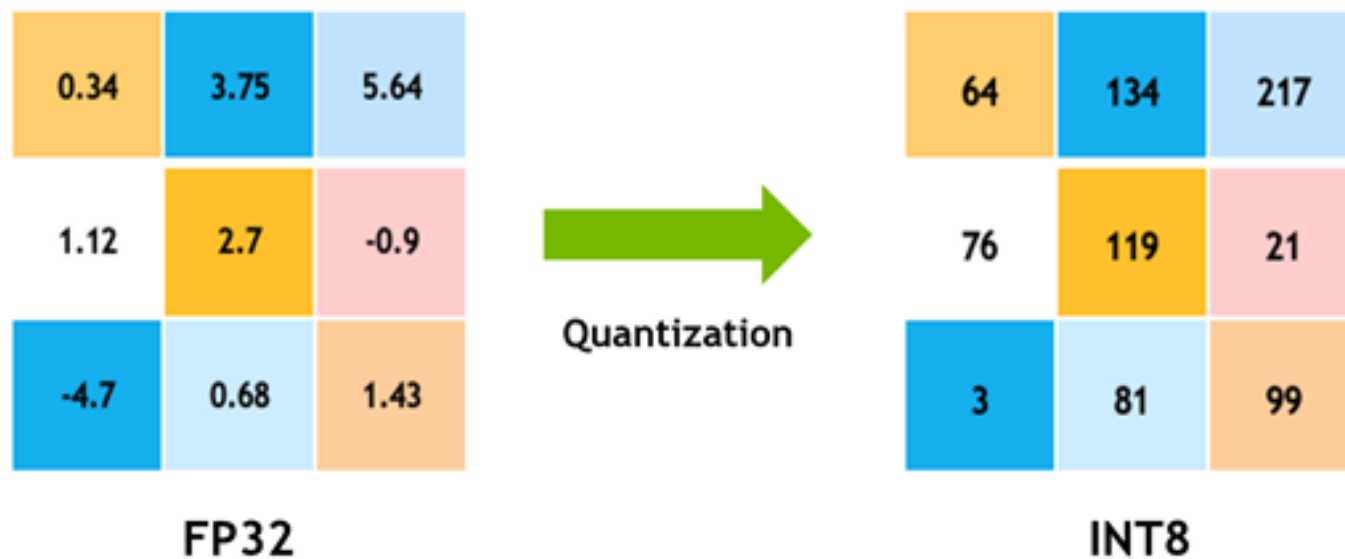 0.34 3.75 5.64 64 134 217
1.12 2.7 -0.9 76 119 21
Quantization
-4.7 0.68 1.43 3 81 99
FP32 INT8